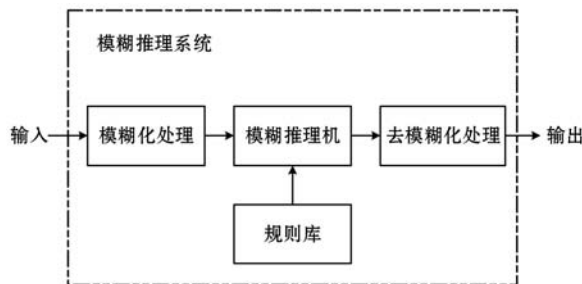 模糊推理系统
输入
模糊化处理
模糊推理机
去模糊化处理
输出
规则库